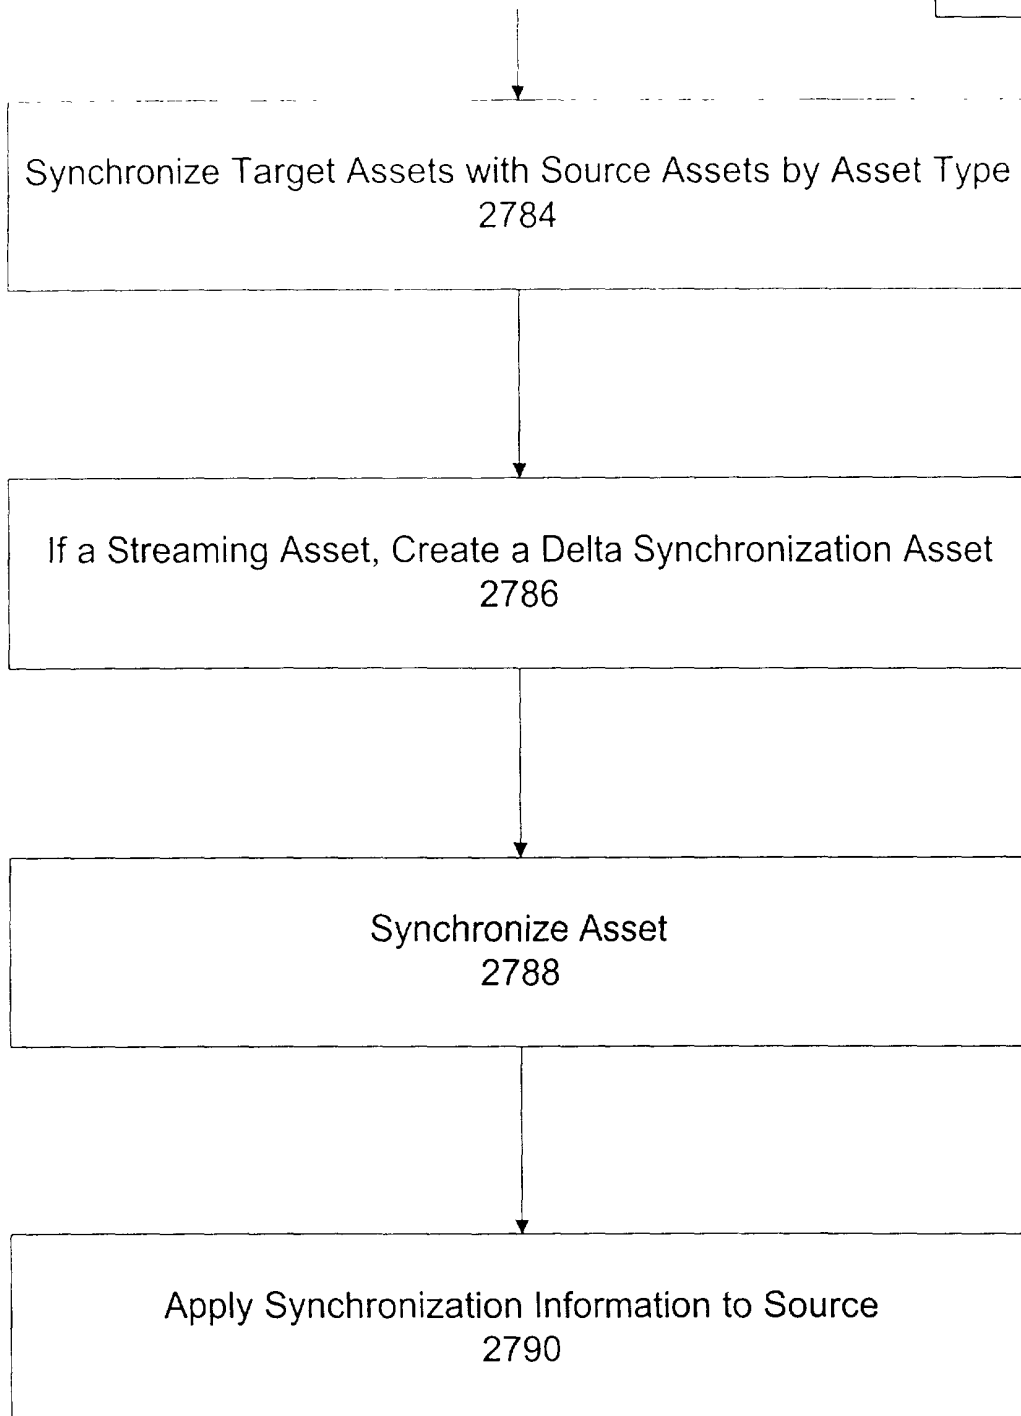 Synchronize Target Assets with Source Assets by Asset Type
2784
If a Streaming Asset, Create a Delta Synchronization Asset
2786
Synchronize Asset
2788
Apply Synchronization Information to Source
2790